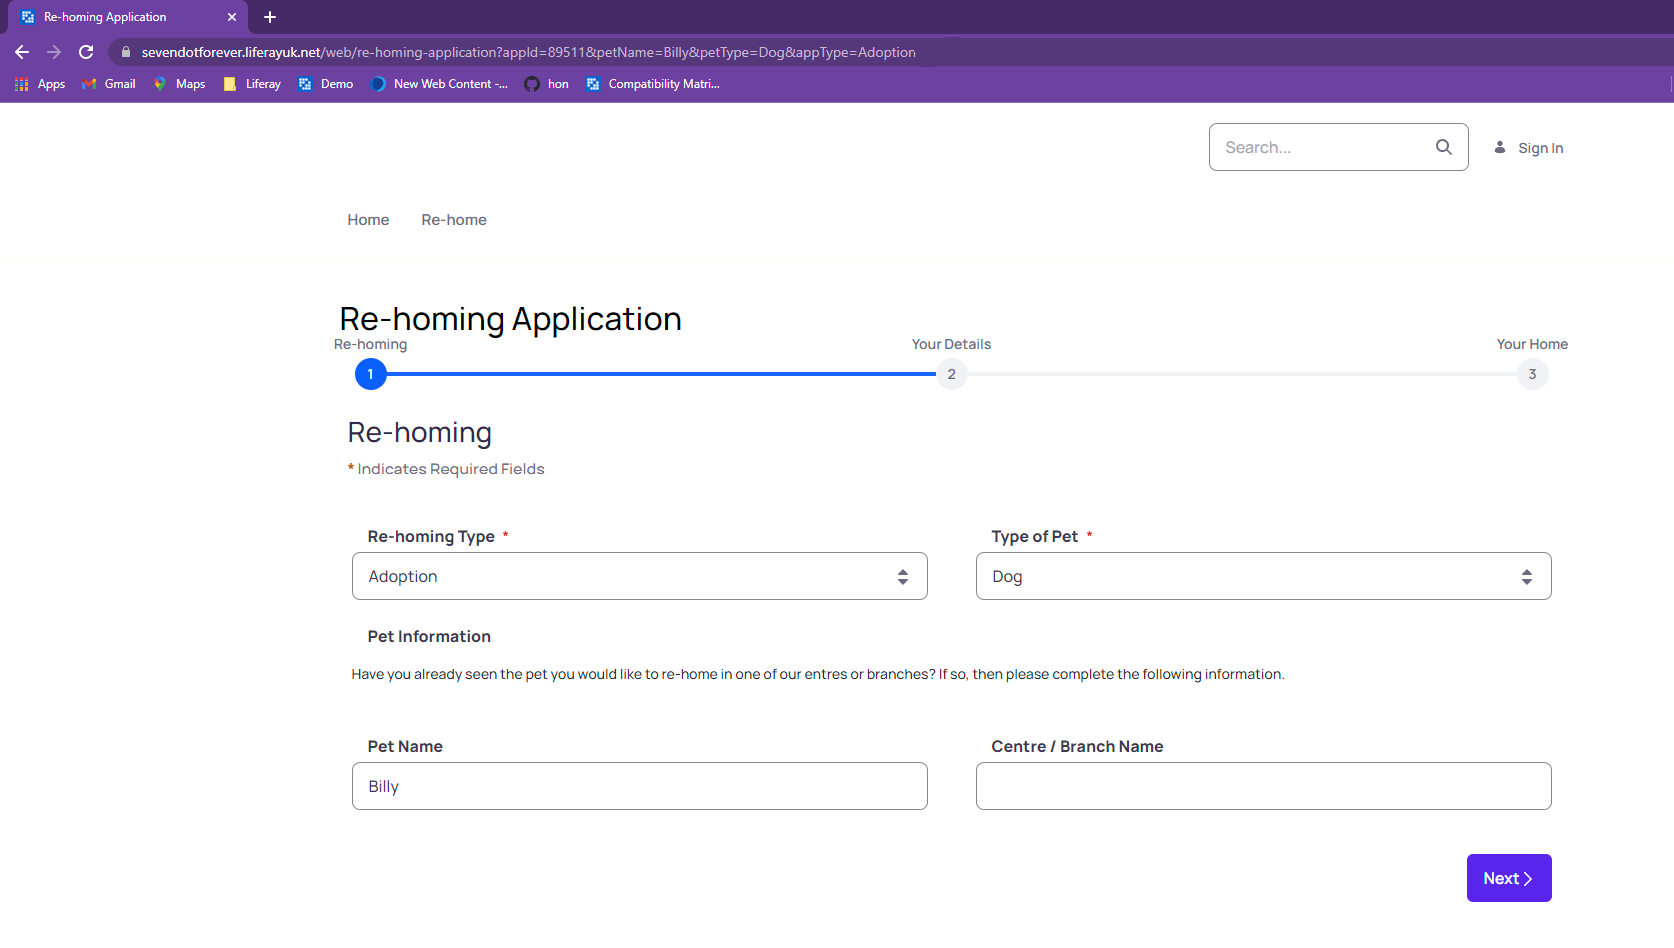 Re-homing Application
sevendotforever.liferayuk.net/web/re-homing-application?appId=89511&petName=Billy&petType=Dog&appType=Adoption
Apps Gmail Maps Liferay Demo New Web Content -... hon Compatibility Matri...
Search... Sign In
Home Re-home
Re-homing Application
Re-homing Your Details Your Home
1 2 3
Re-homing
* Indicates Required Fields
Re-homing Type * Type of Pet *
Adoption Dog
Pet Information
Have you already seen the pet you would like to re-home in one of our entres or branches? If so, then please complete the following information.
Pet Name Centre / Branch Name
Billy
Next